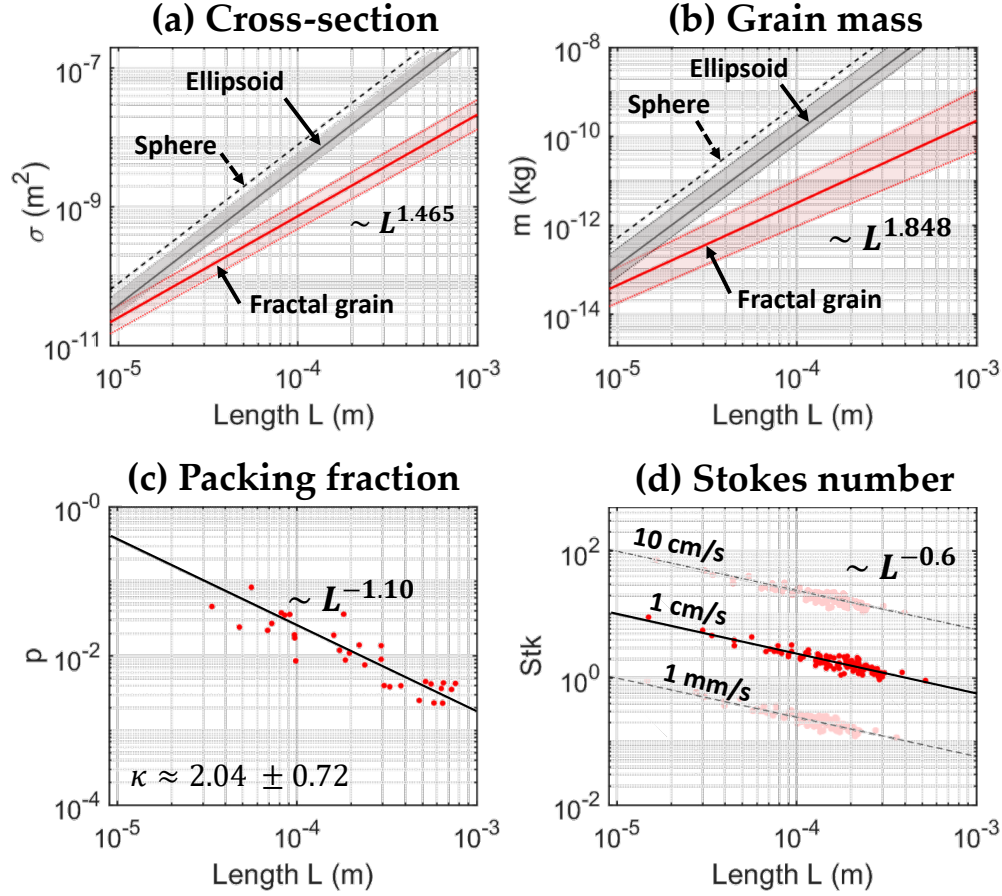 (a) Cross-section
(b) Grain mass
10^-7
10^-9
10^-11
σ (m^2)
Ellipsoid
Sphere
~ L^1.465
Fractal grain
10^-5
10^-4
10^-3
Length L (m)
10^-8
10^-10
10^-12
10^-14
m (kg)
Ellipsoid
Sphere
~ L^1.848
Fractal grain
10^-5
10^-4
10^-3
Length L (m)
(c) Packing fraction
(d) Stokes number
10^-0
10^-2
10^-4
p
~ L^-1.10
κ ≈ 2.04 ± 0.72
10^-5
10^-4
10^-3
Length L (m)
10^2
10^0
10^-2
Stk
10 cm/s
~ L^-0.6
1 cm/s
1 mm/s
10^-5
10^-4
10^-3
Length L (m)